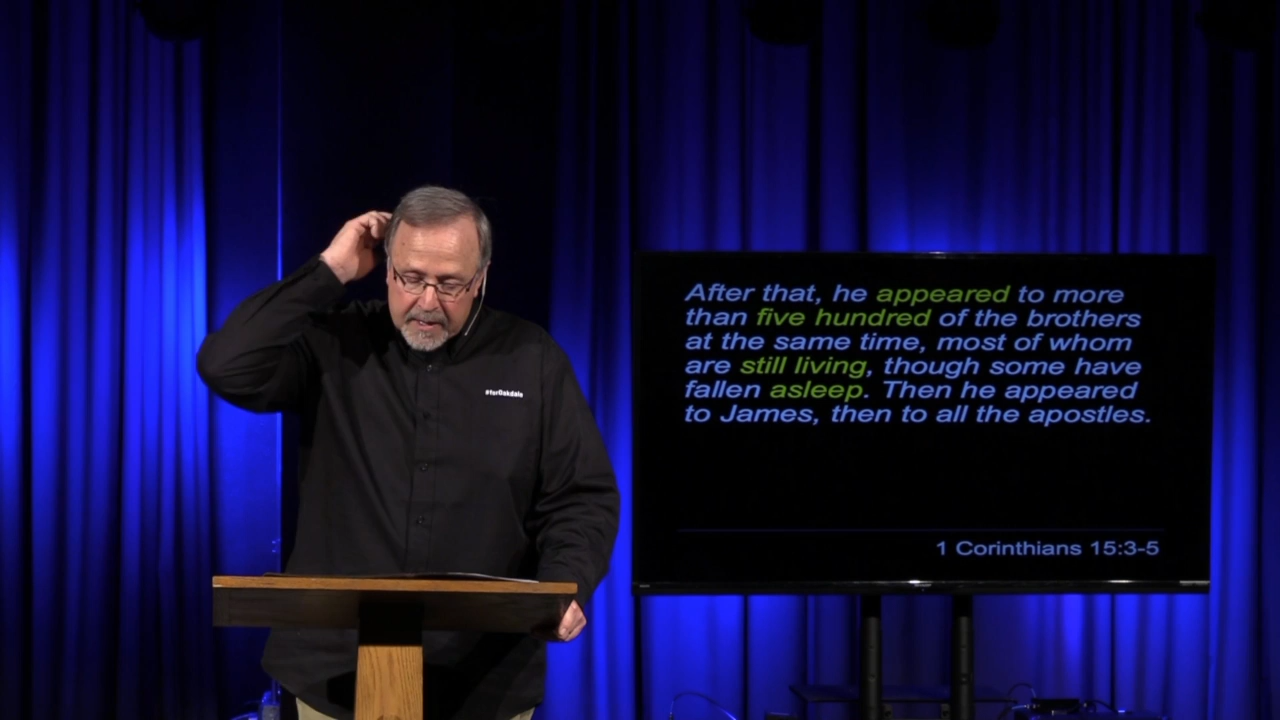 After that, he appeared to more
than five hundred of the brothers
at the same time, most of whom
are still living, though some have
fallen asleep. Then he appeared
to James, then to all the apostles.
1 Corinthians 15:3-5
#forOakdale